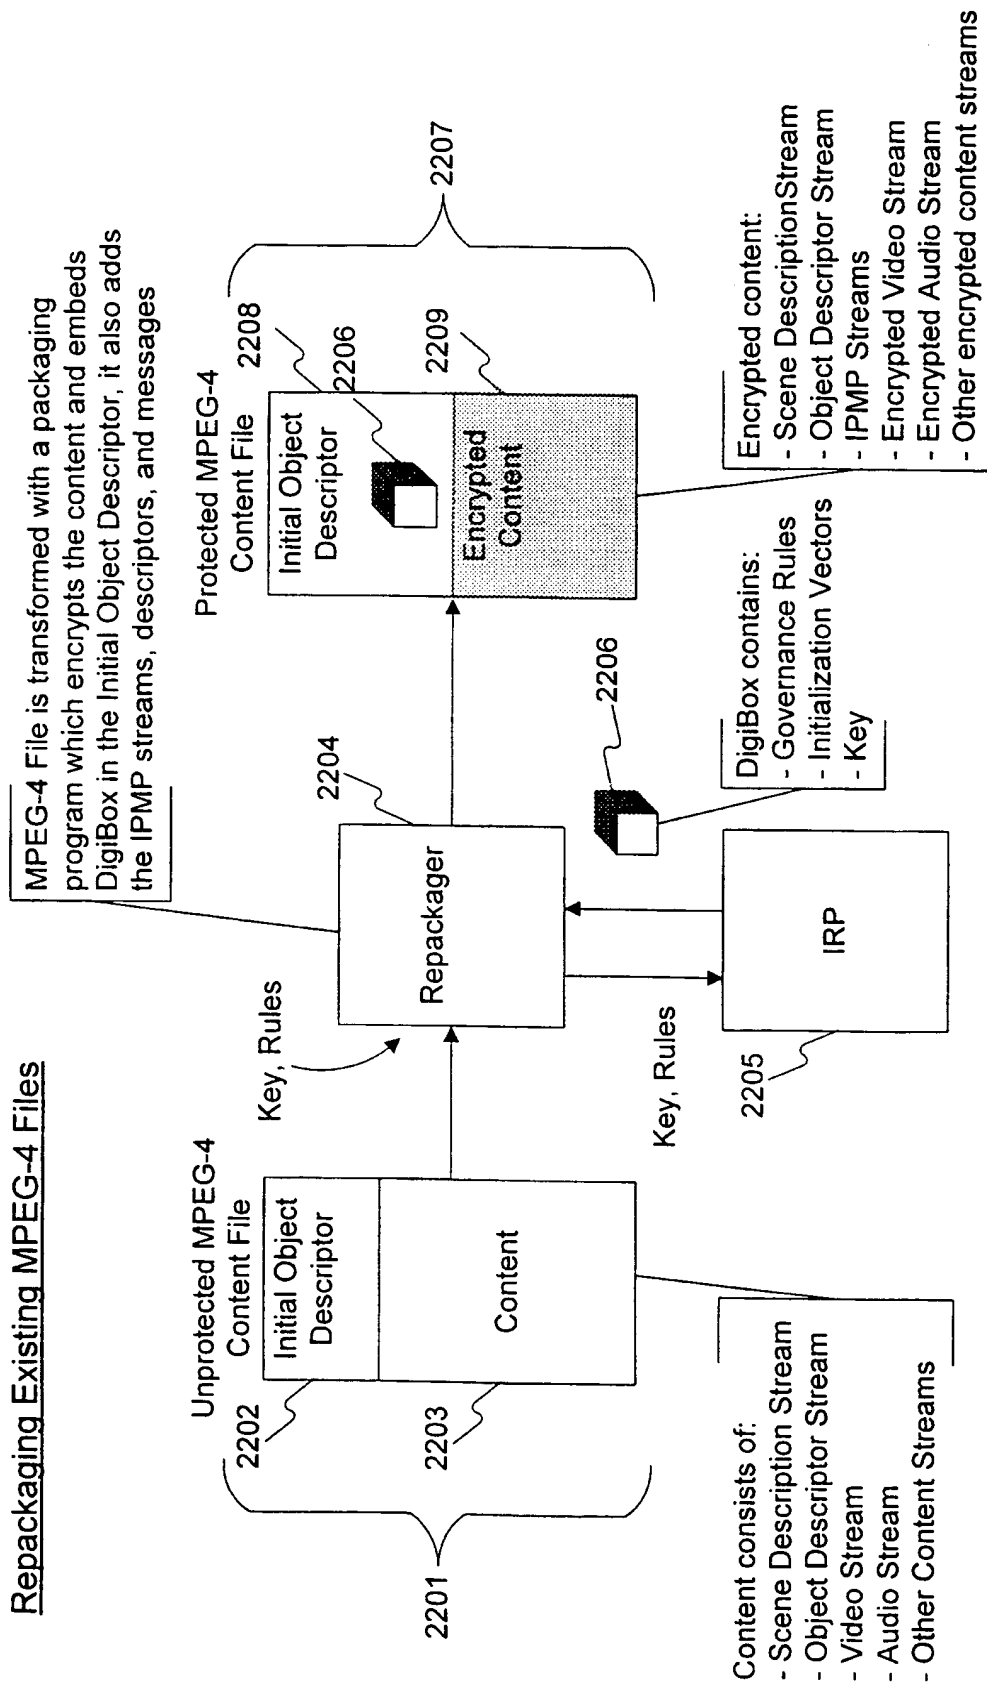 Repackaging Existing MPEG-4 Files
MPEG-4 File is transformed with a packaging
program which encrypts the content and embeds
DigiBox in the Initial Object Descriptor, it also adds
the IPMP streams, descriptors, and messages
Unprotected MPEG-4
Content File
Initial Object
Descriptor
Content
2201
2202
2203
Content consists of:
- Scene Description Stream
- Object Descriptor Stream
- Video Stream
- Audio Stream
- Other Content Streams
Key, Rules
Repackager
2204
Key, Rules
IRP
2205
2206
DigiBox contains:
- Governance Rules
- Initialization Vectors
- Key
Protected MPEG-4
Content File
Initial Object
Descriptor
Encrypted
Content
2208
2206
2209
2207
Encrypted content:
- Scene DescriptionStream
- Object Descriptor Stream
IPMP Streams
- Encrypted Video Stream
- Encrypted Audio Stream
- Other encrypted content streams